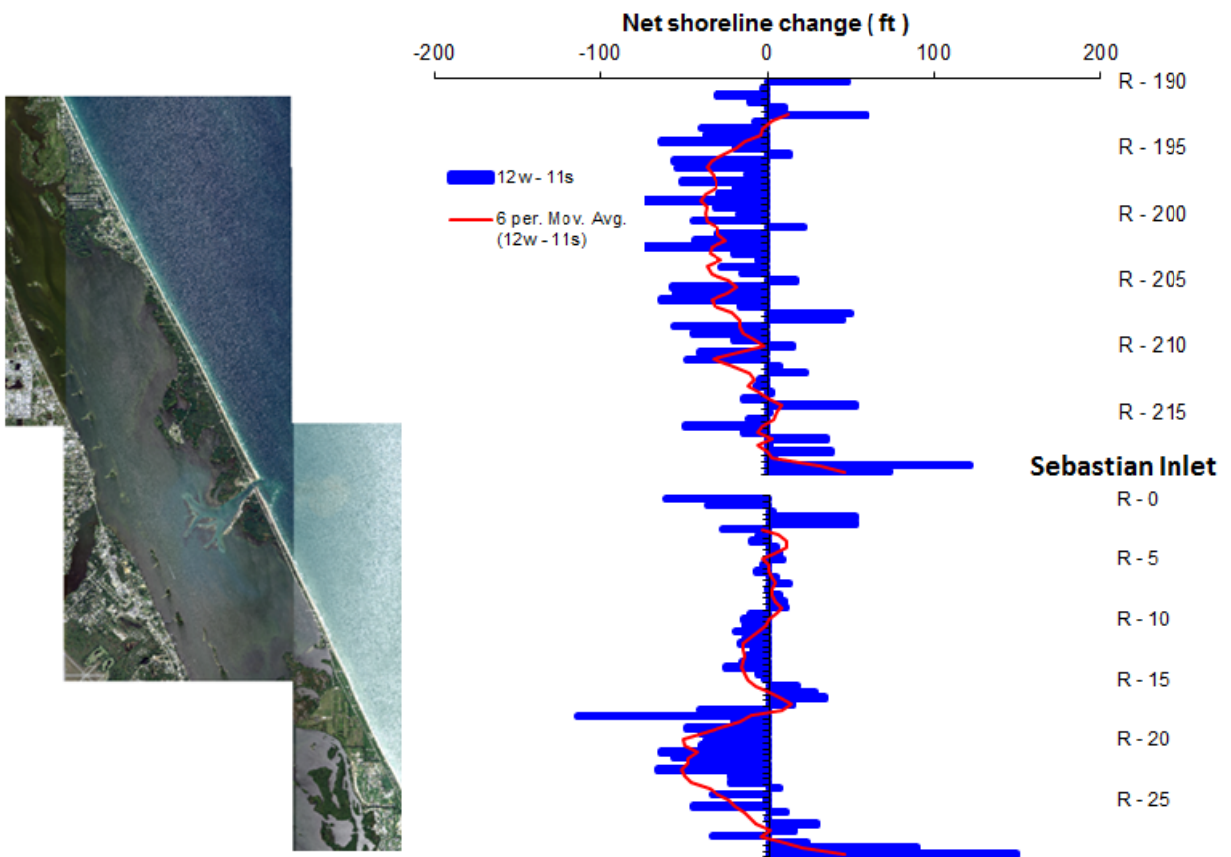 Net shoreline change ( ft )
-200 -100 0 100 200
R - 190
R - 195
12w - 11s
R - 200
6 per. Mov. Avg.
(12w - 11s)
R - 205
R - 210
R - 215
Sebastian Inlet
R - 0
R - 5
R - 10
R - 15
R - 20
R - 25